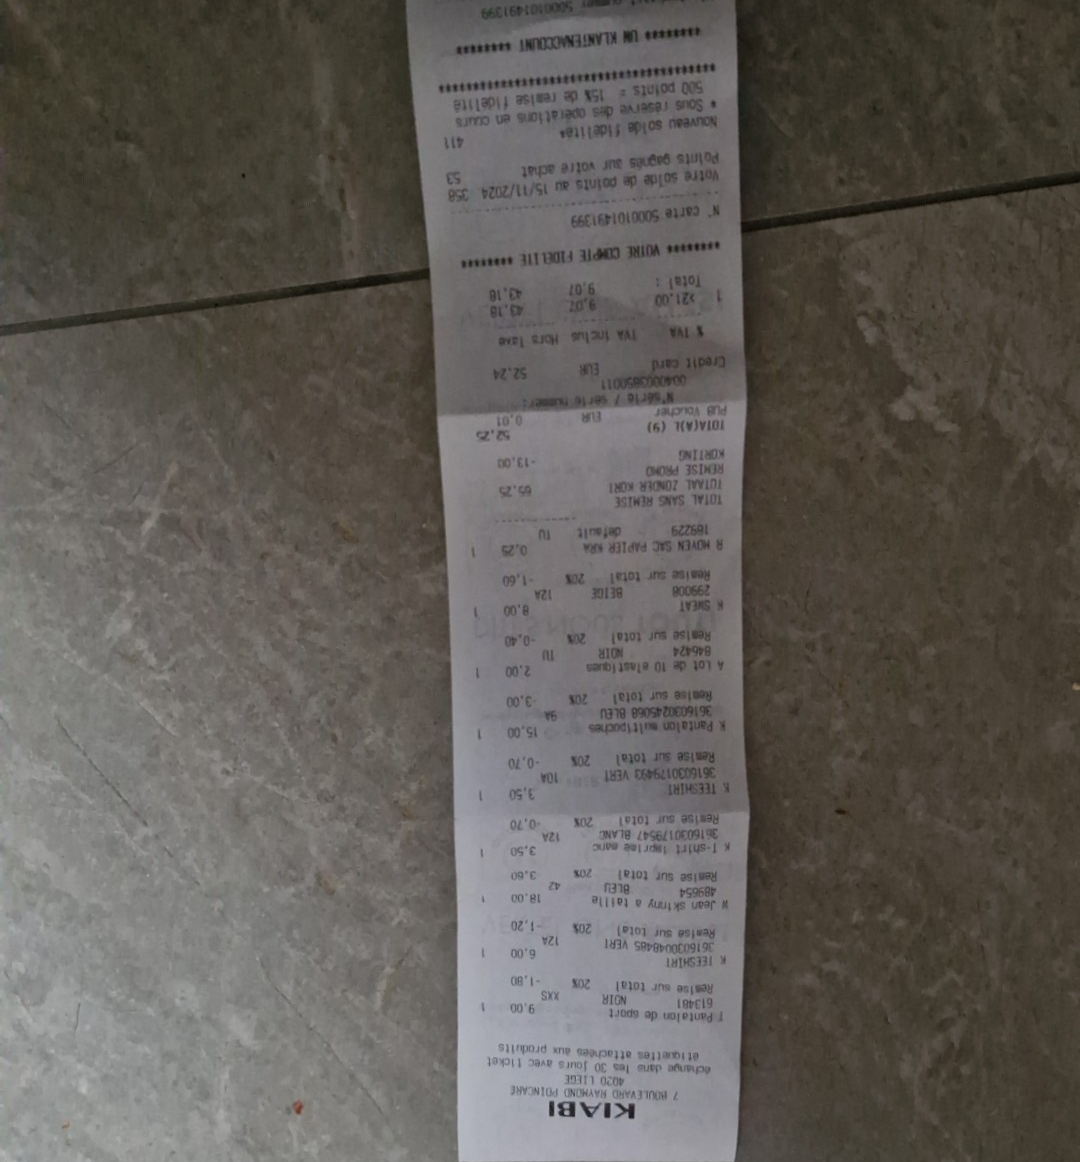 KIABI
7 BOULEVARD RAYMOND POINCARE
4020 LIEGE
échange dans les 30 jours avec ticket
étiquettes attachées aux produits
F Pantalon de sport 9,00 1
613481 NOIR XXS
Remise sur total 20% -1,80
K TEESHIRT 6,00 1
3616030048485 VERT 12A
Remise sur total 20% -1,20
W Jean skinny a taille 18,00 1
489654 BLEU 42
Remise sur total 20% 3,60
K T-shirt imprime manc 3,50 1
3616030179547 BLANC 12A
Remise sur total 20% -0,70
K TEESHIRT 3,50 1
3616030179493 VERT 10A
Remise sur total 20% -0,70
K Pantalon multipoches 15,00 1
3616030245068 BLEU 9A
Remise sur total 20% -3,00
A Lot de 10 elastiques 2,00 1
846424 NOIR TU
Remise sur total 20% -0,40
K SWEAT 8,00 1
299008 BEIGE 12A
Remise sur total 20% -1,60
R MOYEN SAC PAPIER KRA 0,25 1
169229 default TU
TOTAL SANS REMISE
TOTAAL ZONDER KORT 65,25
REMISE PROMO
KORTING -13,00
TOTA(A)L (9) 52,25
PUB Voucher EUR 0,01
N°série / serie nummer:
0040003850011
Credit card EUR 52,24
% TVA TVA inclus Hors Taxe
1 >21,00 9,07 43,18
Total : 9,07 43,18
******** VOTRE COMPTE FIDELITE ********
N° carte 5000101491399
Votre solde de points au 15/11/2024 358
Points gagnés sur votre achat 53
Nouveau solde fidélité* 411
* Sous réserve des opérations en cours
500 points = 15% de remise fidélité
******** UW KLANTENACCOUNT ********
5000101491399